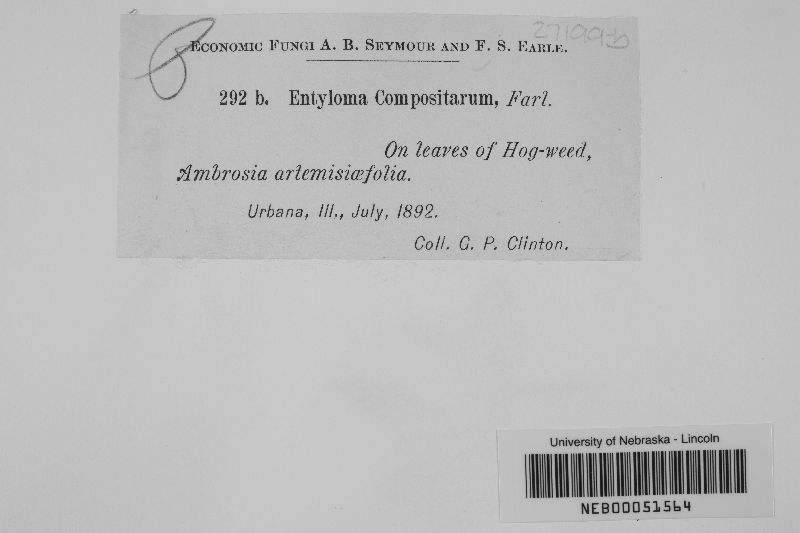 271992b
Economic Fungi A. B. Seymour and F. S. Earle.
292 b. Entyloma Compositarum, Farl.
On leaves of Hog-weed,
Ambrosia artemisiæfolia.
Urbana, Ill., July, 1892.
Coll. G. P. Clinton.
University of Nebraska - Lincoln
NEB00051564